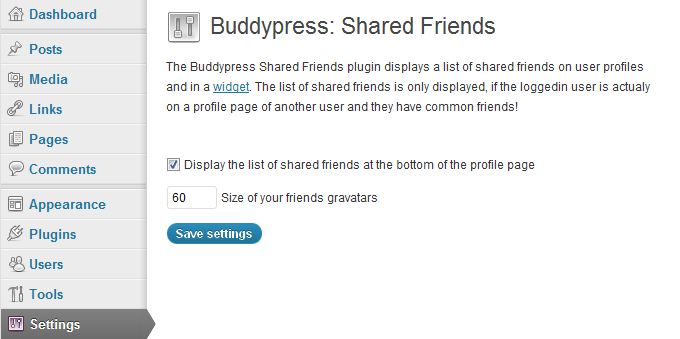 Dashboard
Posts
Media
Links
Pages
Comments
Appearance
Plugins
Users
Tools
Settings
Buddypress: Shared Friends
The Buddypress Shared Friends plugin displays a list of shared friends on user profiles
and in a widget. The list of shared friends is only displayed, if the loggedin user is actualy
on a profile page of another user and they have common friends!
Display the list of shared friends at the bottom of the profile page
60 Size of your friends gravatars
Save settings